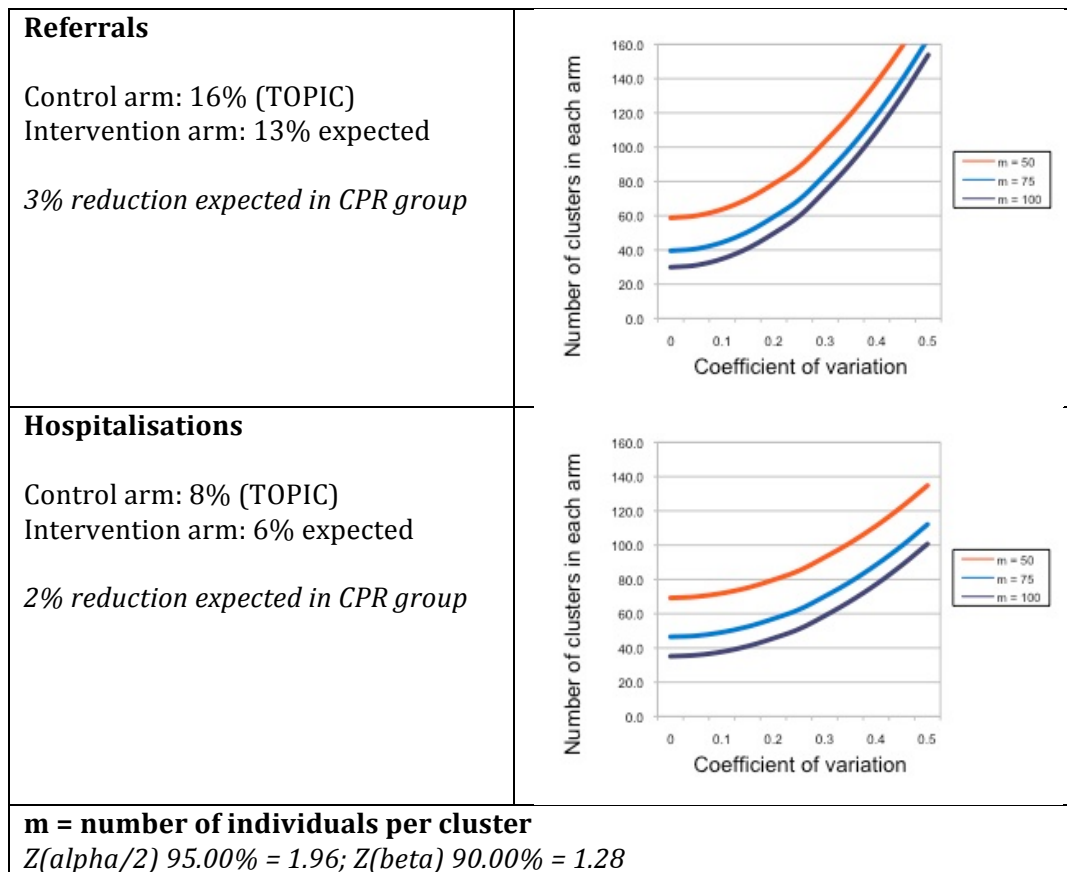 Referrals
Control arm: 16% (TOPIC)
Intervention arm: 13% expected
3% reduction expected in CPR group
Number of clusters in each arm
160.0
140.0
120.0
100.0
80.0
60.0
40.0
20.0
0.0
0 0.1 0.2 0.3 0.4 0.5
Coefficient of variation
m = 50
m = 75
m = 100
Hospitalisations
Control arm: 8% (TOPIC)
Intervention arm: 6% expected
2% reduction expected in CPR group
Number of clusters in each arm
160.0
140.0
120.0
100.0
80.0
60.0
40.0
20.0
0.0
0 0.1 0.2 0.3 0.4 0.5
Coefficient of variation
m = 50
m = 75
m = 100
m = number of individuals per cluster
Z(alpha/2) 95.00% = 1.96; Z(beta) 90.00% = 1.28